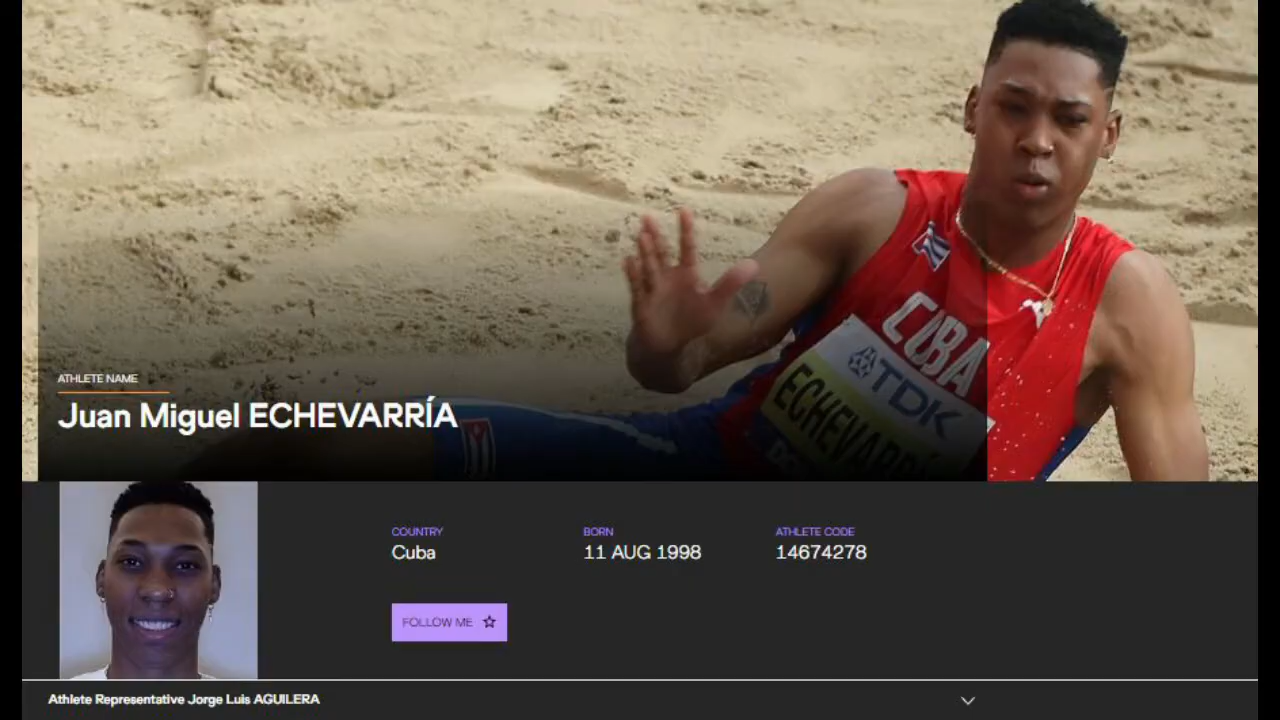 CUBA
TDK
ECHEVARRÍ
ATHLETE NAME
Juan Miguel ECHEVARRÍA
COUNTRY
BORN
ATHLETE CODE
Cuba
11 AUG 1998
14674278
FOLLOW ME
Athlete Representative Jorge Luis AGUILERA